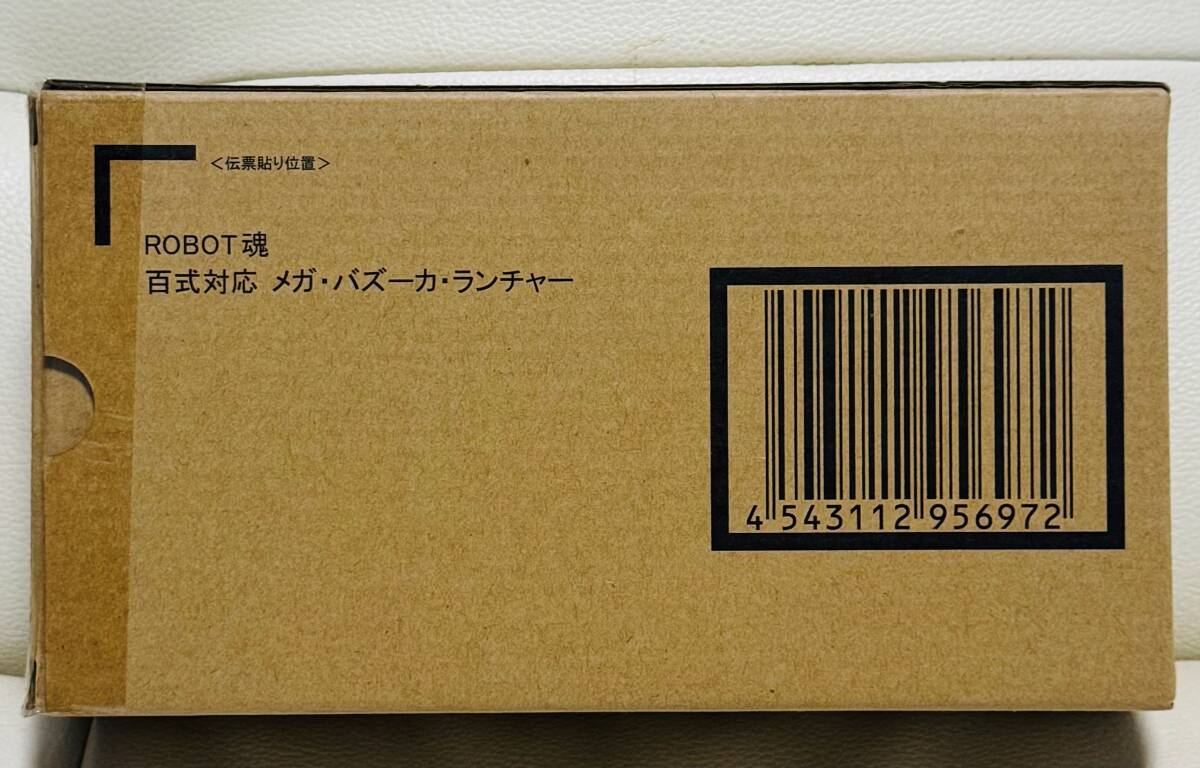 ＜伝票貼り位置＞
ROBOT魂
百式対応 メガ・バズーカ・ランチャー
4 543112 956972